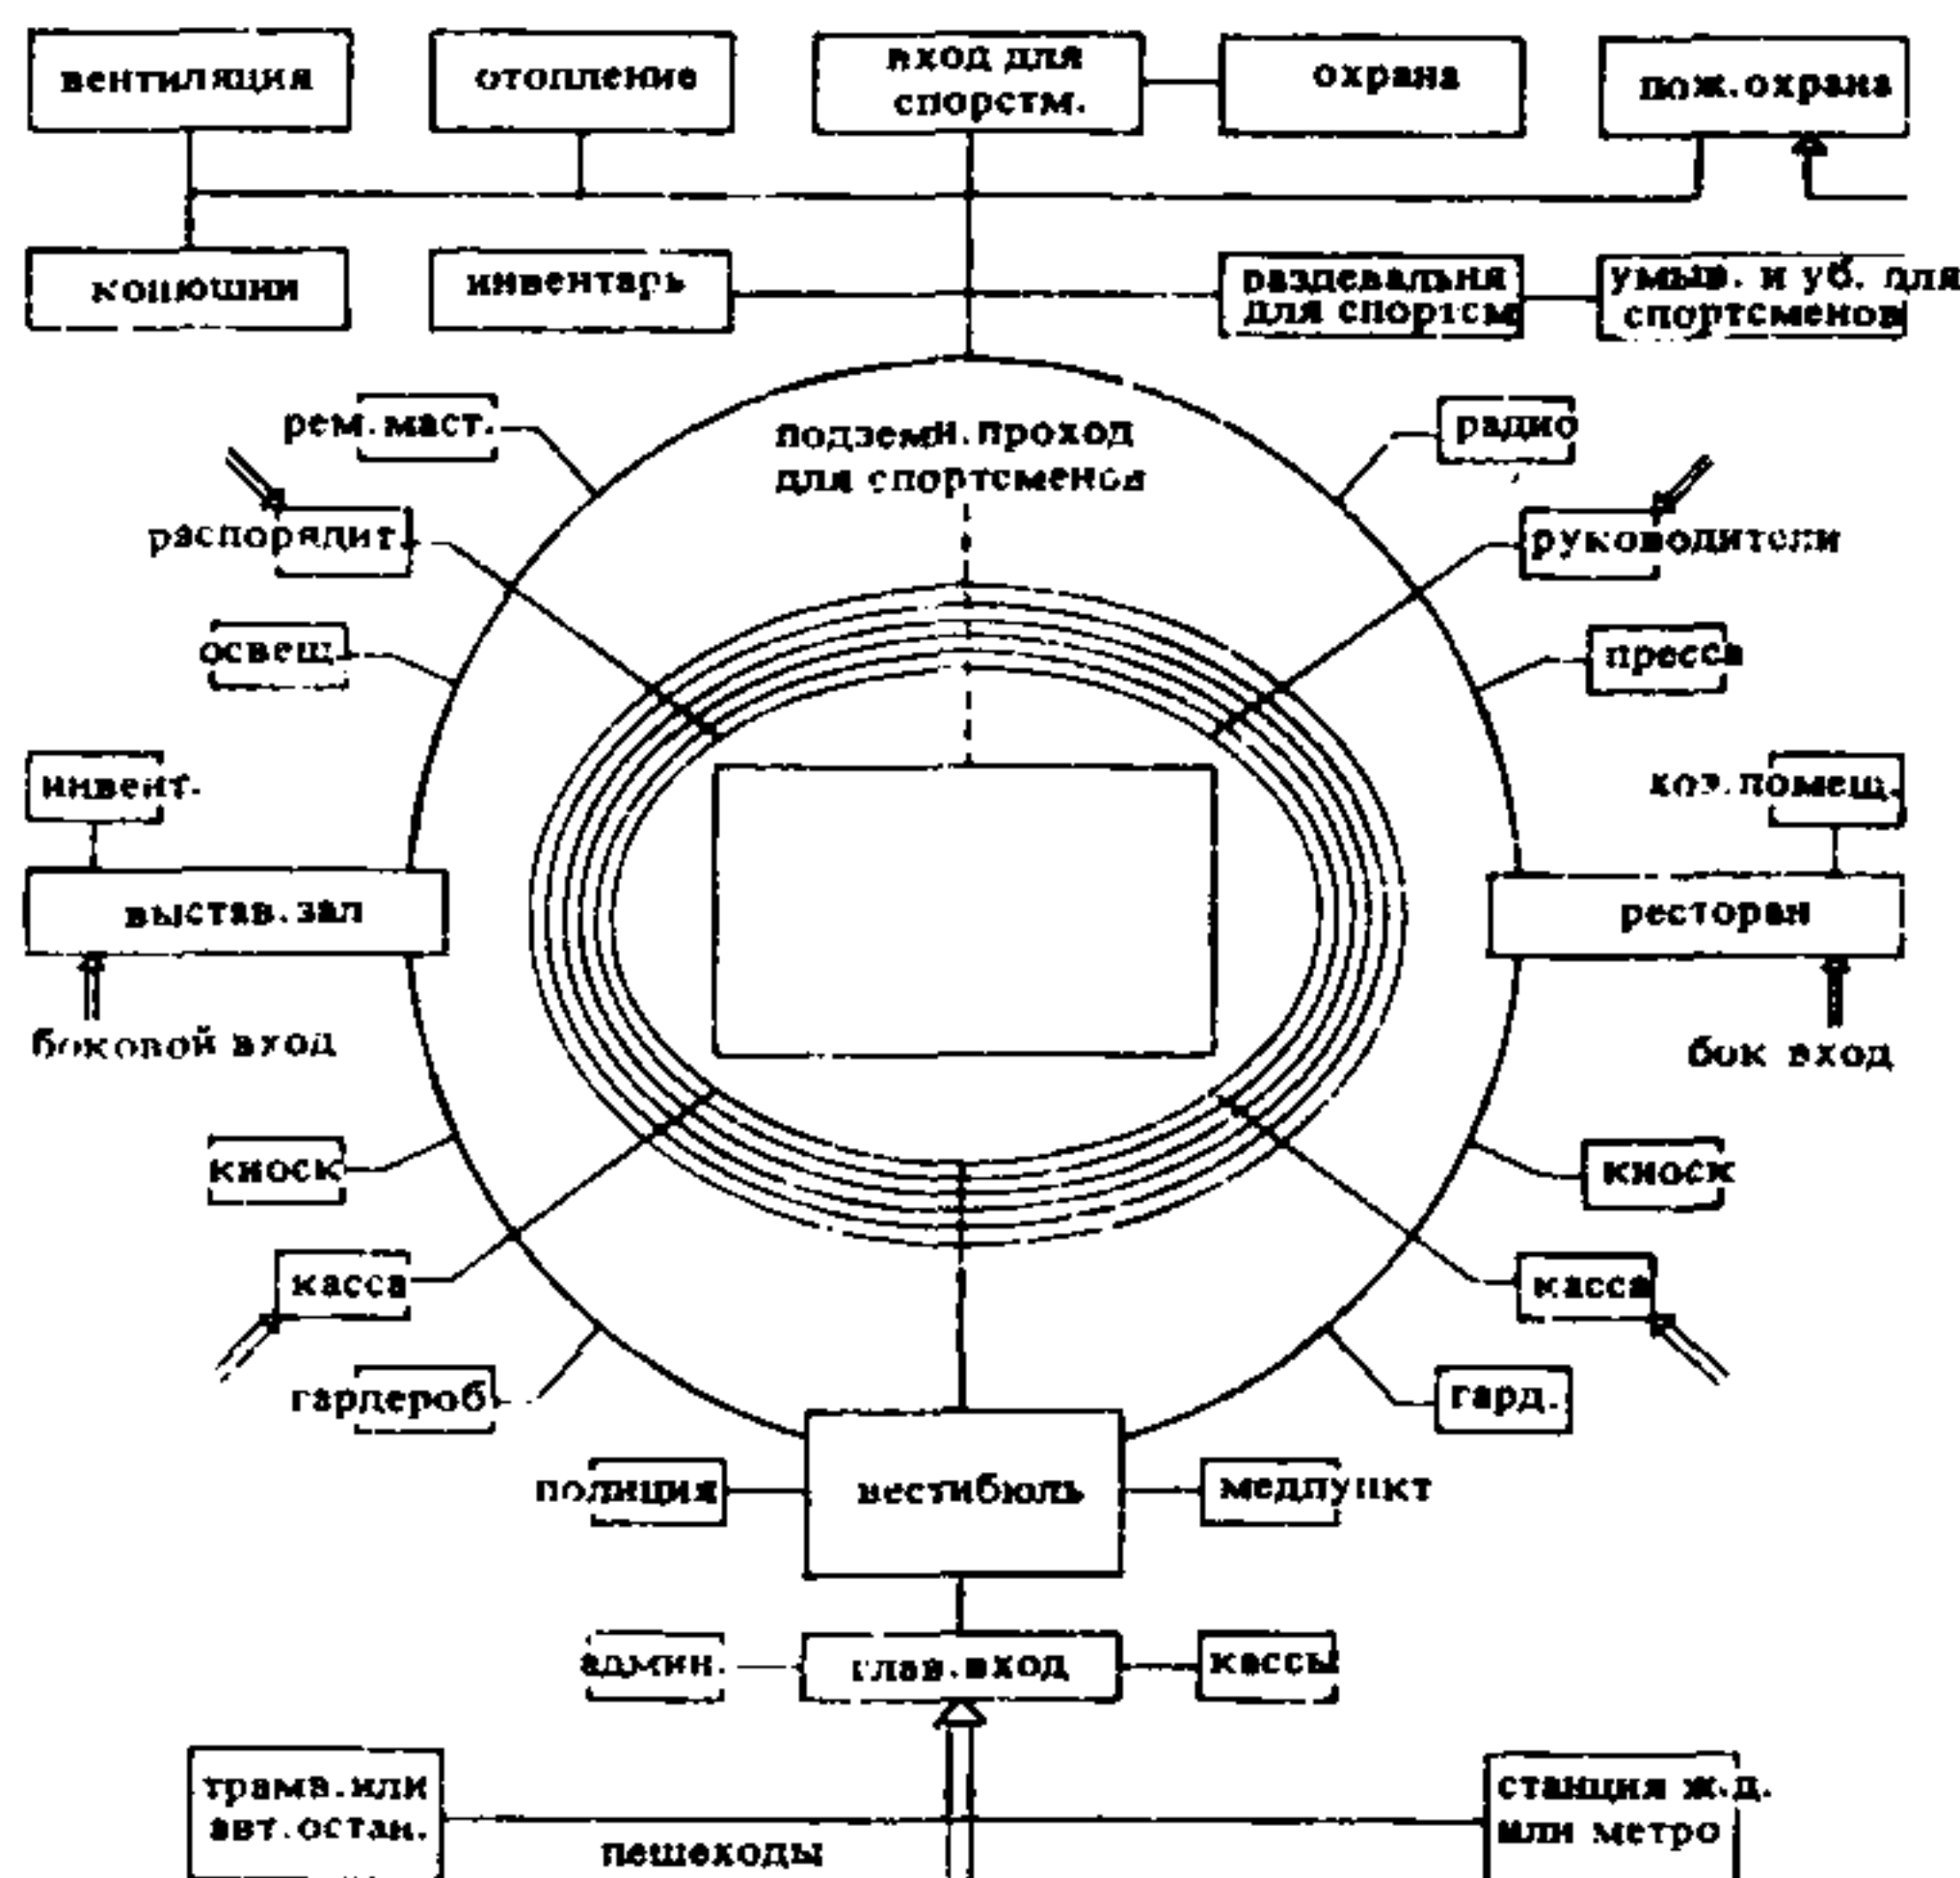 вентиляция
отопление
вход для
спорстм.
охрана
пож.охрана
конюшни
инвентарь
раздевальня
для спортсм
умыв. и уб. для
спортсменов
рем.маст.
подземн.проход
для спортсменов
радио
распорядит.
руководители
освещ.
пресса
инвент.
хоз.помещ.
выстав.зал
ресторан
боковой вход
бок вход
киоск
киоск
касса
касса
гардероб
гард.
полиция
вестибюль
медпункт
админ.
глав.вход
кассы
трамв.или
авт.остан.
станция ж.д.
или метро
пешеходы